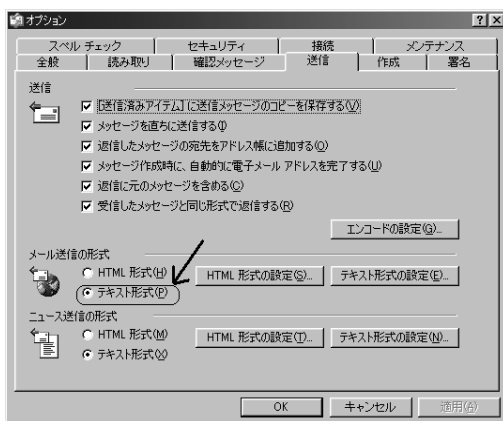 オプション
スペル チェック セキュリティ 接続 メンテナンス
全般 読み取り 確認メッセージ 送信 作成 署名
送信
[送信済みアイテム]に送信メッセージのコピーを保存する(V)
メッセージを直ちに送信する(I)
返信したメッセージの宛先をアドレス帳に追加する(O)
メッセージ作成時に、自動的に電子メール アドレスを完了する(U)
返信に元のメッセージを含める(C)
受信したメッセージと同じ形式で返信する(R)
エンコードの設定(G)...
メール送信の形式
HTML 形式(H) HTML 形式の設定(S)... テキスト形式の設定(E)...
テキスト形式(P)
ニュース送信の形式
HTML 形式(M) HTML 形式の設定(T)... テキスト形式の設定(N)...
テキスト形式(X)
OK キャンセル 適用(A)